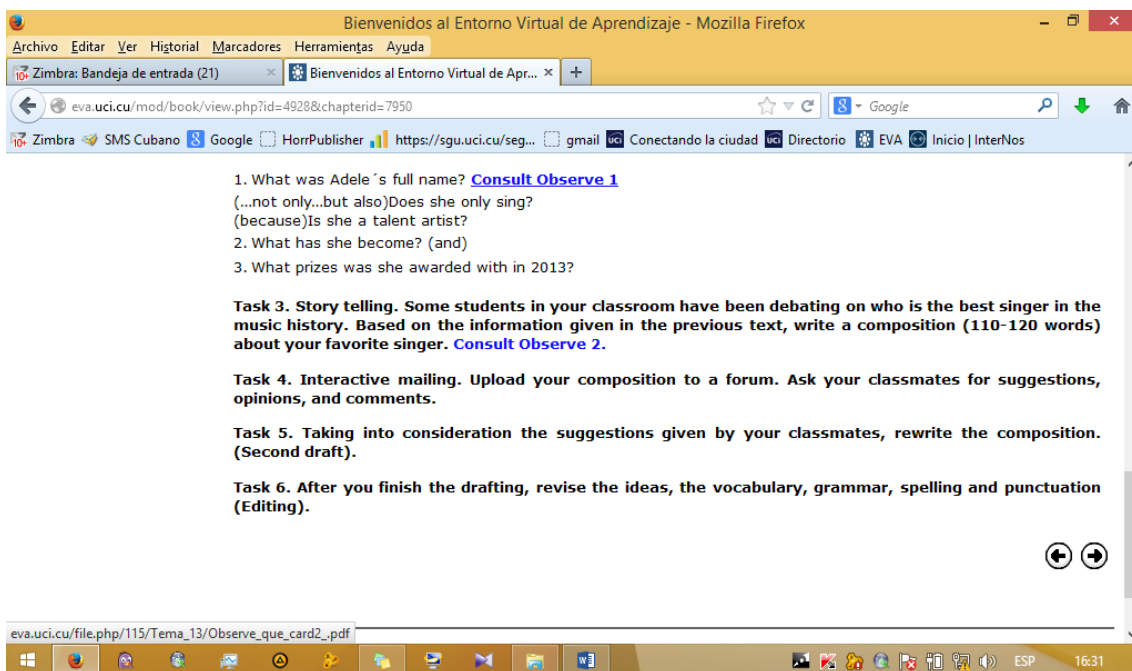 Bienvenidos al Entorno Virtual de Aprendizaje - Mozilla Firefox
Archivo Editar Ver Historial Marcadores Herramientas Ayuda
Zimbra: Bandeja de entrada (21) × Bienvenidos al Entorno Virtual de Apr... × +
eva.uci.cu/mod/book/view.php?id=4928&chapterid=7950 Google
Zimbra SMS Cubano Google HorrPublisher https://sgu.uci.cu/seg... gmail Conectando la ciudad Directorio EVA Inicio | InterNos
1. What was Adele´s full name? Consult Observe 1
(...not only...but also)Does she only sing?
(because)Is she a talent artist?
2. What has she become? (and)
3. What prizes was she awarded with in 2013?
Task 3. Story telling. Some students in your classroom have been debating on who is the best singer in the
music history. Based on the information given in the previous text, write a composition (110-120 words)
about your favorite singer. Consult Observe 2.
Task 4. Interactive mailing. Upload your composition to a forum. Ask your classmates for suggestions,
opinions, and comments.
Task 5. Taking into consideration the suggestions given by your classmates, rewrite the composition.
(Second draft).
Task 6. After you finish the drafting, revise the ideas, the vocabulary, grammar, spelling and punctuation
(Editing).
eva.uci.cu/file.php/115/Tema_13/Observe_que_card2_.pdf
ESP 16:31